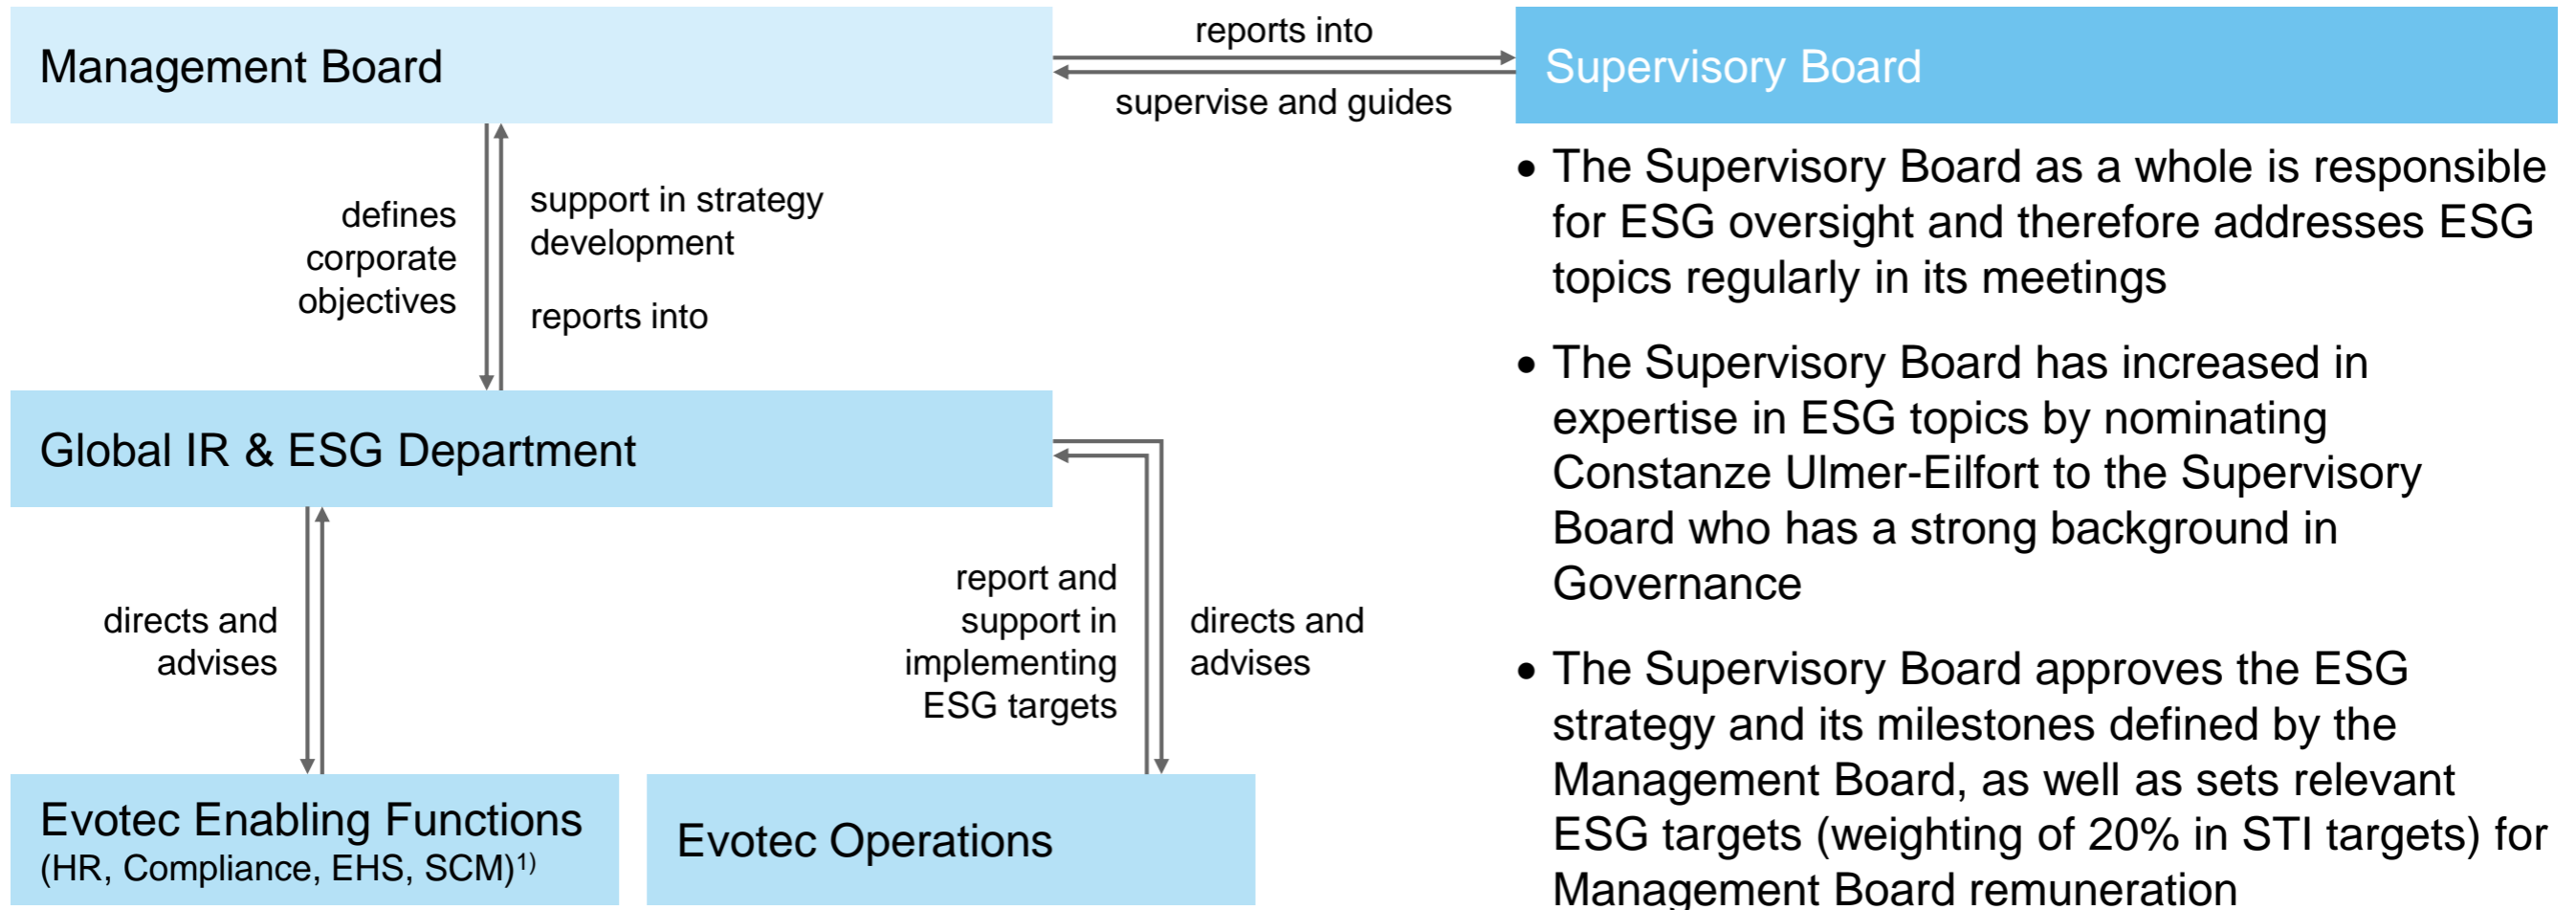 Management Board
reports into
supervise and guides
Supervisory Board
defines
corporate
objectives
support in strategy
development
reports into
Global IR & ESG Department
directs and
advises
report and
support in
implementing
ESG targets
directs and
advises
Evotec Enabling Functions
(HR, Compliance, EHS, SCM)¹⁾
Evotec Operations
• The Supervisory Board as a whole is responsible
for ESG oversight and therefore addresses ESG
topics regularly in its meetings
• The Supervisory Board has increased in
expertise in ESG topics by nominating
Constanze Ulmer-Eilfort to the Supervisory
Board who has a strong background in
Governance
• The Supervisory Board approves the ESG
strategy and its milestones defined by the
Management Board, as well as sets relevant
ESG targets (weighting of 20% in STI targets) for
Management Board remuneration